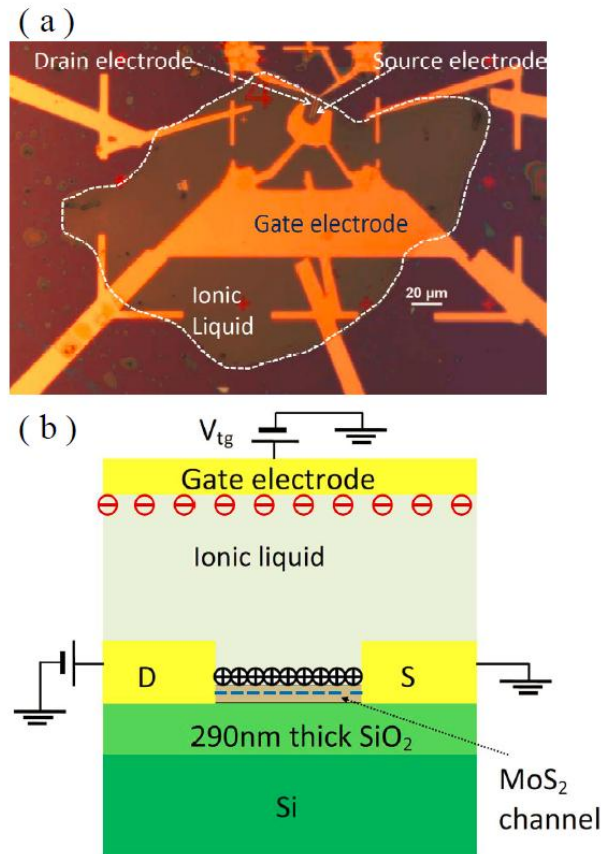 ( a )
Drain electrode
Source electrode
Gate electrode
Ionic
Liquid
20 µm
( b )
Vtg
Gate electrode
Ionic liquid
D
S
290nm thick SiO2
Si
MoS2
channel